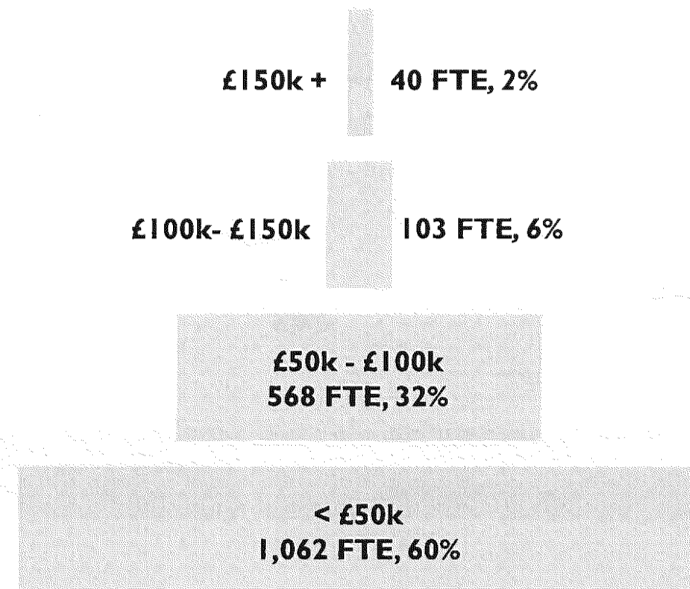 £150k + 40 FTE, 2%
£100k- £150k 103 FTE, 6%
£50k - £100k
568 FTE, 32%
< £50k
1,062 FTE, 60%